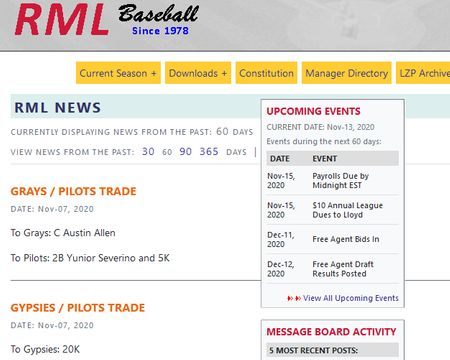 RML Baseball
Since 1978
Current Season + Downloads + Constitution Manager Directory LZP Archive
RML NEWS
CURRENTLY DISPLAYING NEWS FROM THE PAST: 60 DAYS
VIEW NEWS FROM THE PAST: 30 60 90 365 DAYS |
GRAYS / PILOTS TRADE
DATE: Nov-07, 2020
To Grays: C Austin Allen
To Pilots: 2B Yunior Severino and 5K
GYPSIES / PILOTS TRADE
DATE: Nov-07, 2020
To Gypsies: 20K
UPCOMING EVENTS
CURRENT DATE: Nov-13, 2020
Events during the next 60 days:
DATE EVENT
Nov-15, 2020 Payrolls Due by
Midnight EST
Nov-15, 2020 $10 Annual League
Dues to Lloyd
Dec-11, 2020 Free Agent Bids In
Dec-12, 2020 Free Agent Draft
Results Posted
View All Upcoming Events
MESSAGE BOARD ACTIVITY
5 MOST RECENT POSTS: